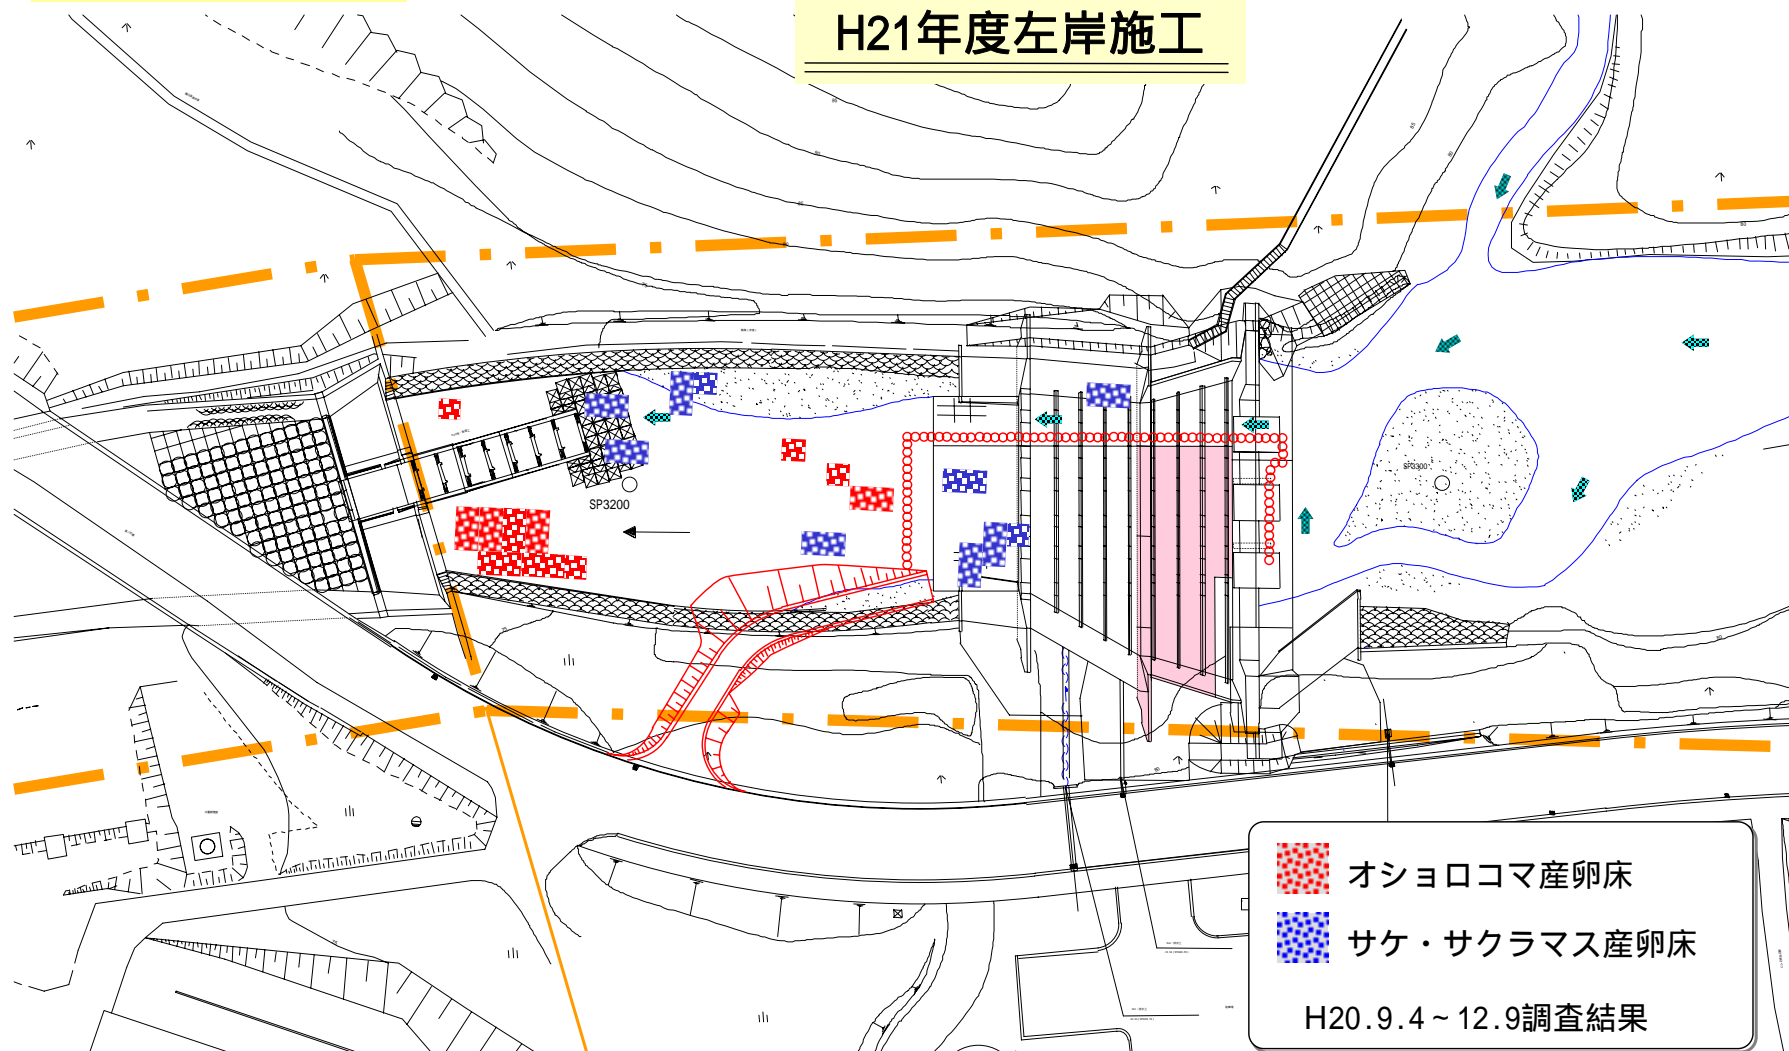 H21年度左岸施工
SP3300
SP3200
オショロコマ産卵床
サケ・サクラマス産卵床
H20.9.4~12.9調査結果